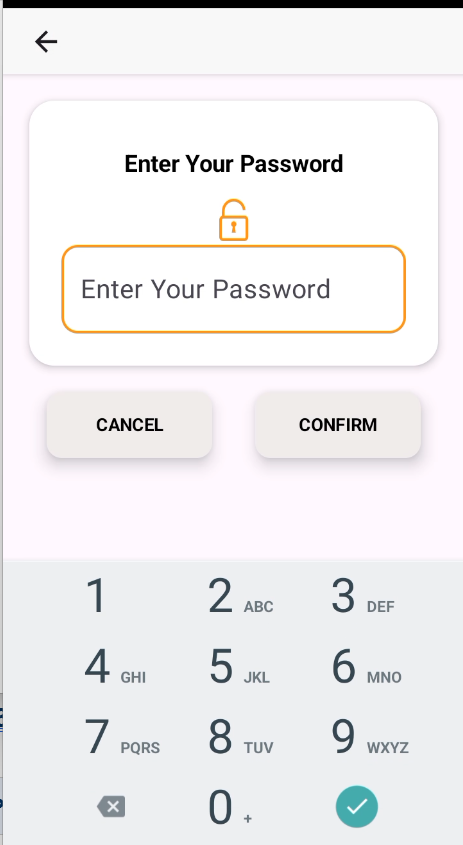 Enter Your Password
Enter Your Password
CANCEL CONFIRM
1 2 ABC 3 DEF
4 GHI 5 JKL 6 MNO
7 PQRS 8 TUV 9 WXYZ
0 +